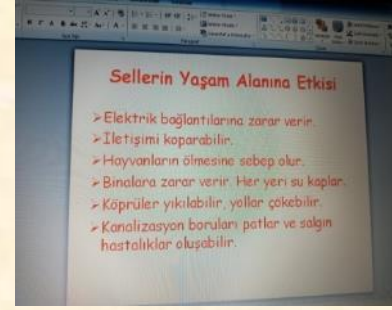 Sellerin Yaşam Alanına Etkisi
➢Elektrik bağlantılarına zarar verir.
➢İletişimi koparabilir.
➢Hayvanların ölmesine sebep olur.
➢Binalara zarar verir. Her yeri su kaplar.
➢Köprüler yıkılabilir, yollar çökebilir.
➢Kanalizasyon boruları patlar ve salgın
hastalıklar oluşabilir.